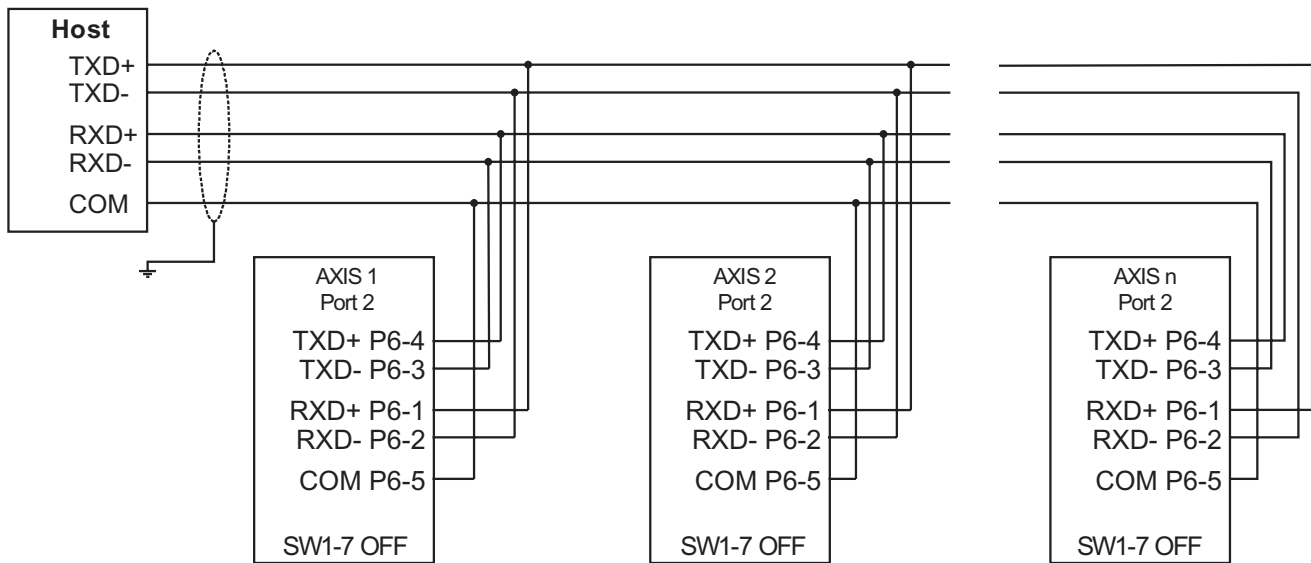 Host
TXD+
TXD-
RXD+
RXD-
COM
AXIS 1
Port 2
TXD+ P6-4
TXD- P6-3
RXD+ P6-1
RXD- P6-2
COM P6-5
SW1-7 OFF
AXIS 2
Port 2
TXD+ P6-4
TXD- P6-3
RXD+ P6-1
RXD- P6-2
COM P6-5
SW1-7 OFF
AXIS n
Port 2
TXD+ P6-4
TXD- P6-3
RXD+ P6-1
RXD- P6-2
COM P6-5
SW1-7 OFF